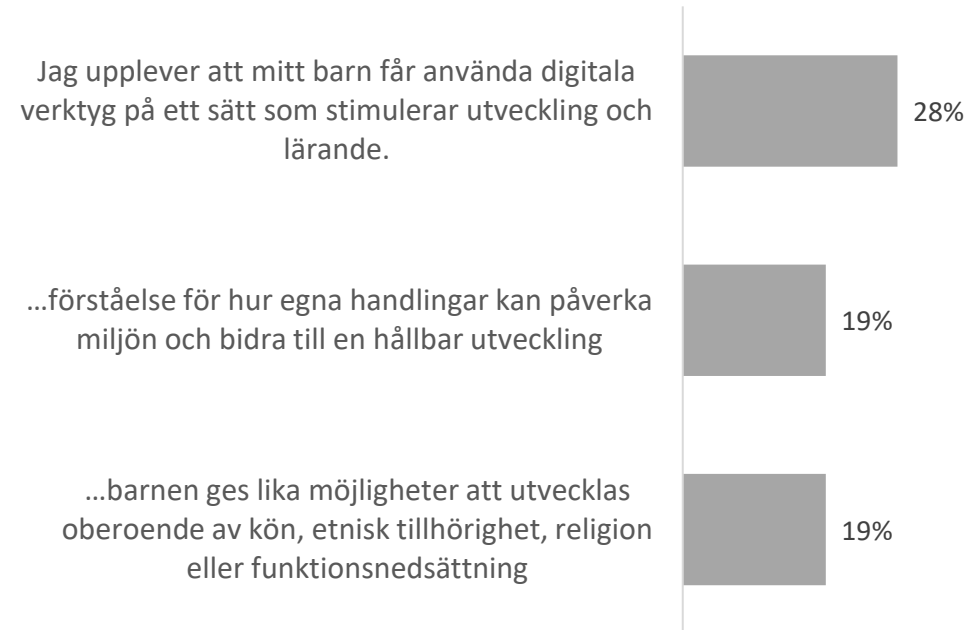 Jag upplever att mitt barn får använda digitala
verktyg på ett sätt som stimulerar utveckling och
lärande.
28%
…förståelse för hur egna handlingar kan påverka
miljön och bidra till en hållbar utveckling
19%
…barnen ges lika möjligheter att utvecklas
oberoende av kön, etnisk tillhörighet, religion
eller funktionsnedsättning
19%